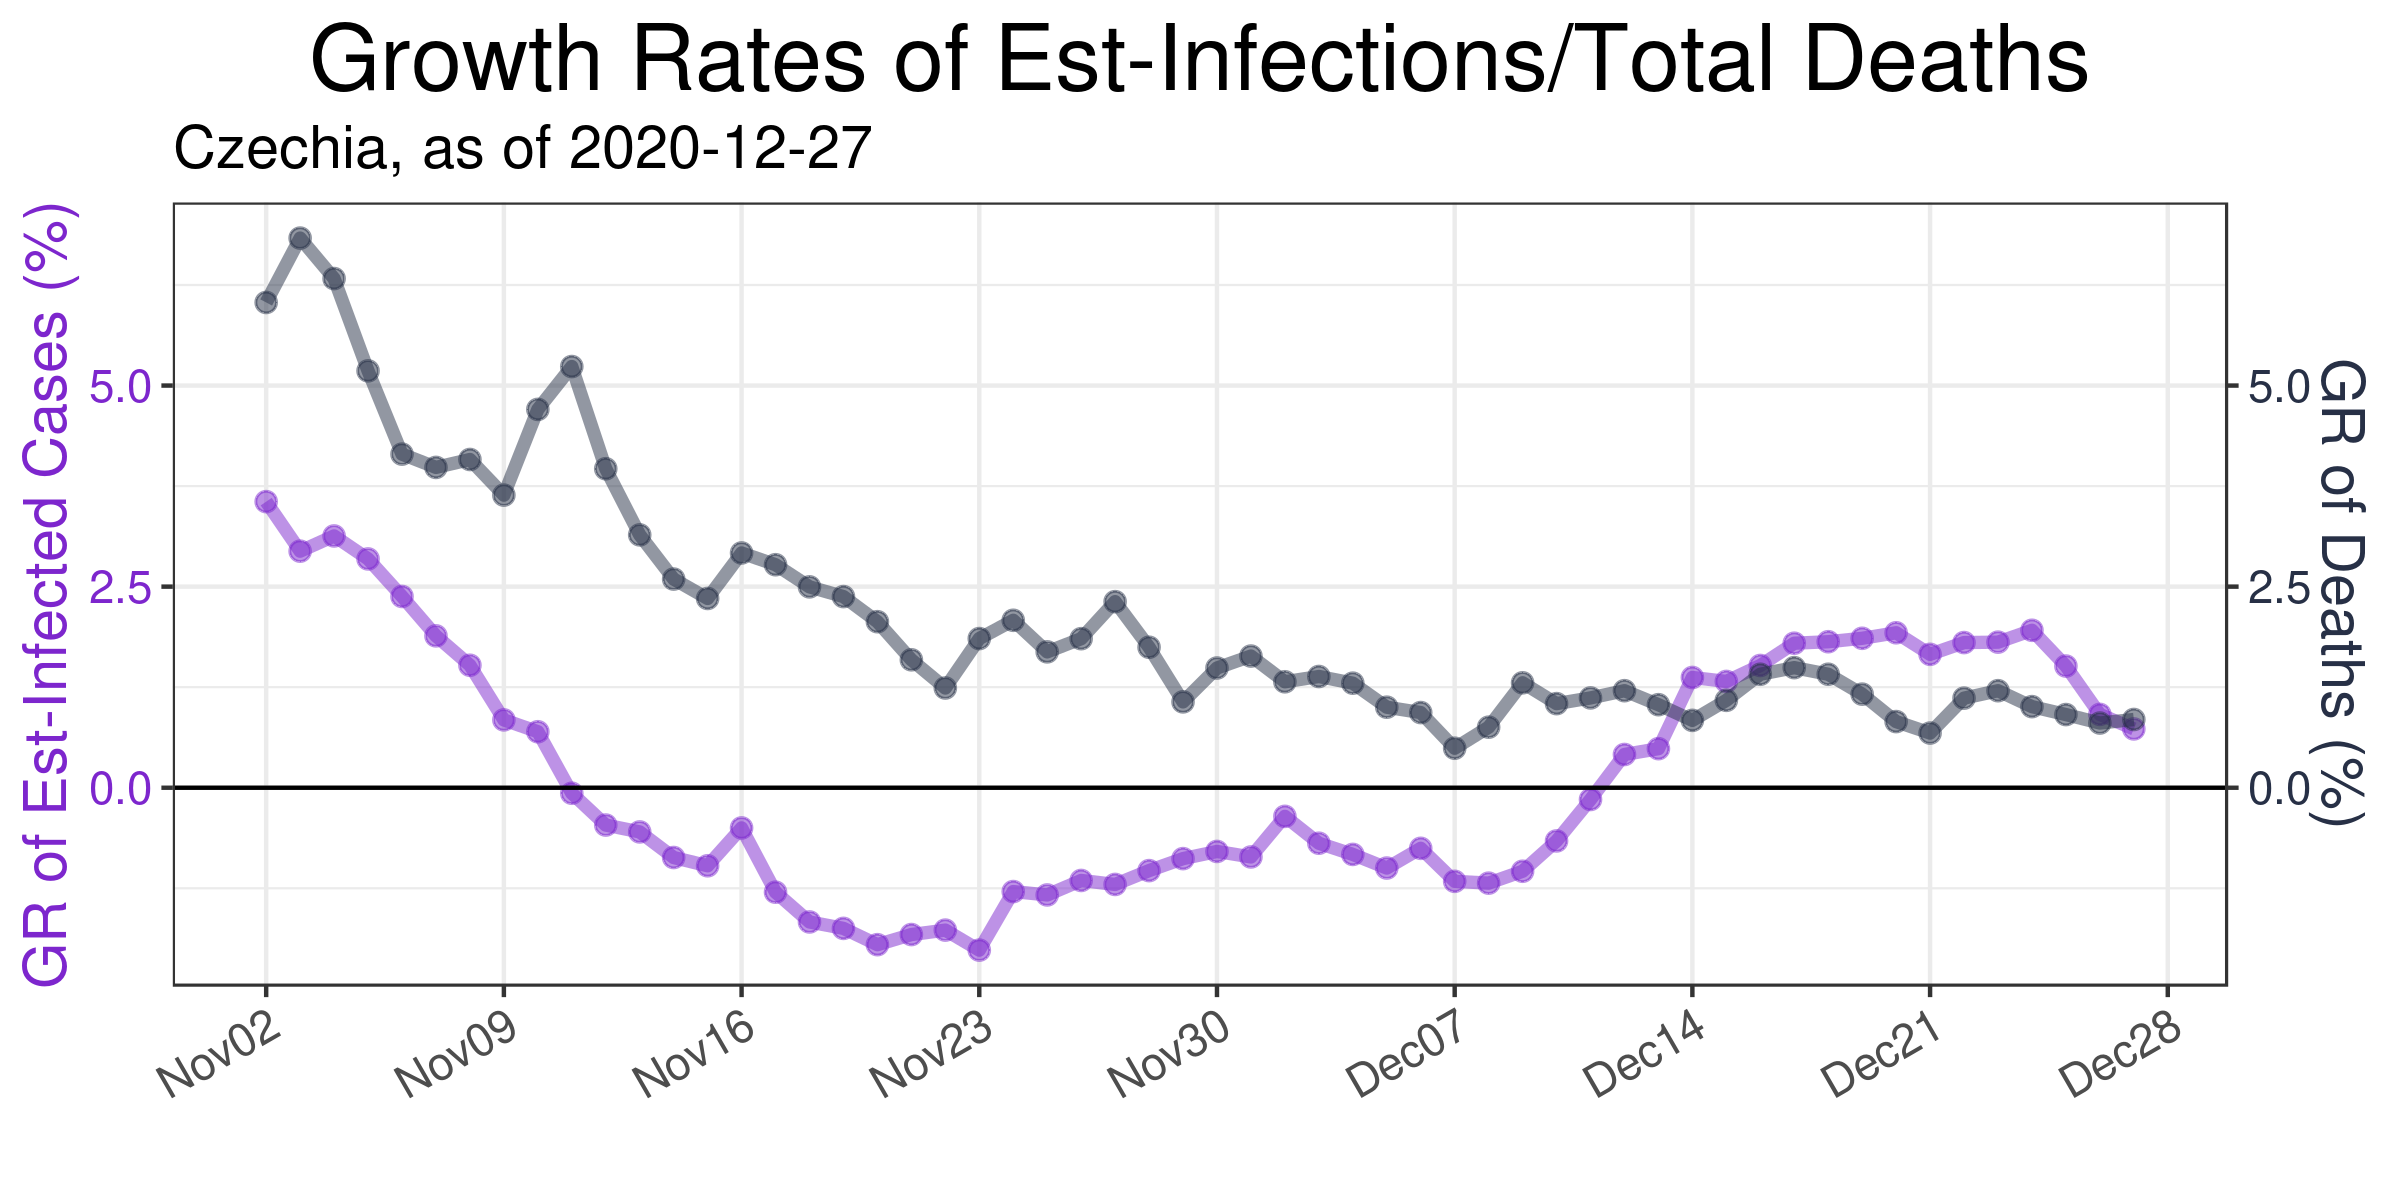 Growth Rates of Est-Infections/Total Deaths
Czechia, as of 2020-12-27
GR of Est-Infected Cases (%)
5.0
2.5
0.0
5.0
2.5
0.0
GR of Deaths (%)
Nov02
Nov09
Nov16
Nov23
Nov30
Dec07
Dec14
Dec21
Dec28